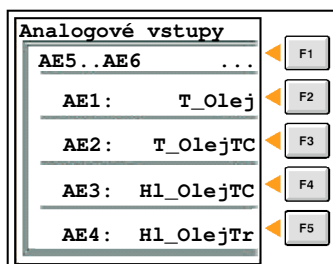 Analogové vstupy
AE5..AE6 ... F1
AE1: T_Olej F2
AE2: T_OlejTC F3
AE3: Hl_OlejTC F4
AE4: Hl_OlejTr F5